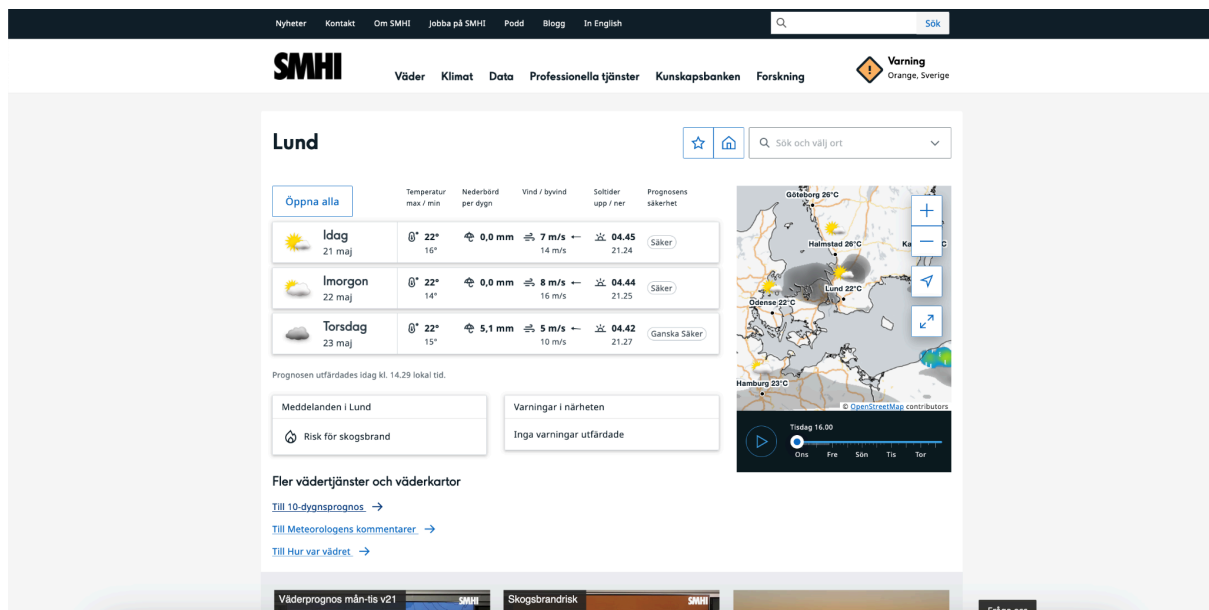 Nyheter Kontakt Om SMHI Jobba på SMHI Podd Blogg In English Sök
SMHI Väder Klimat Data Professionella tjänster Kunskapsbanken Forskning
Varning
Orange, Sverige
Lund
Sök och välj ort
Öppna alla
Temperatur
max / min
Nederbörd
per dygn
Vind / byvind
Soltider
upp / ner
Prognosens
säkerhet
Idag 22° 0,0 mm 7 m/s 04.45 Säker
21 maj 16° 14 m/s 21.24
Imorgon 22° 0,0 mm 8 m/s 04.44 Säker
22 maj 14° 16 m/s 21.25
Torsdag 22° 5,1 mm 5 m/s 04.42 Ganska Säker
23 maj 15° 10 m/s 21.27
Prognosen utfärdades idag kl. 14.29 lokal tid.
Göteborg 26°C
Halmstad 26°C
Lund 22°C
Odense 22°C
Hamburg 23°C
© OpenStreetMap contributors
Tisdag 16.00
Ons Fre Sön Tis Tor
Meddelanden i Lund
Risk för skogsbrand
Varningar i närheten
Inga varningar utfärdade
Fler vädertjänster och väderkartor
Till 10-dygnsprognos
Till Meteorologens kommentarer
Till Hur var vädret
Väderprognos mån-tis v21 SMHI
Skogsbrandrisk SMHI